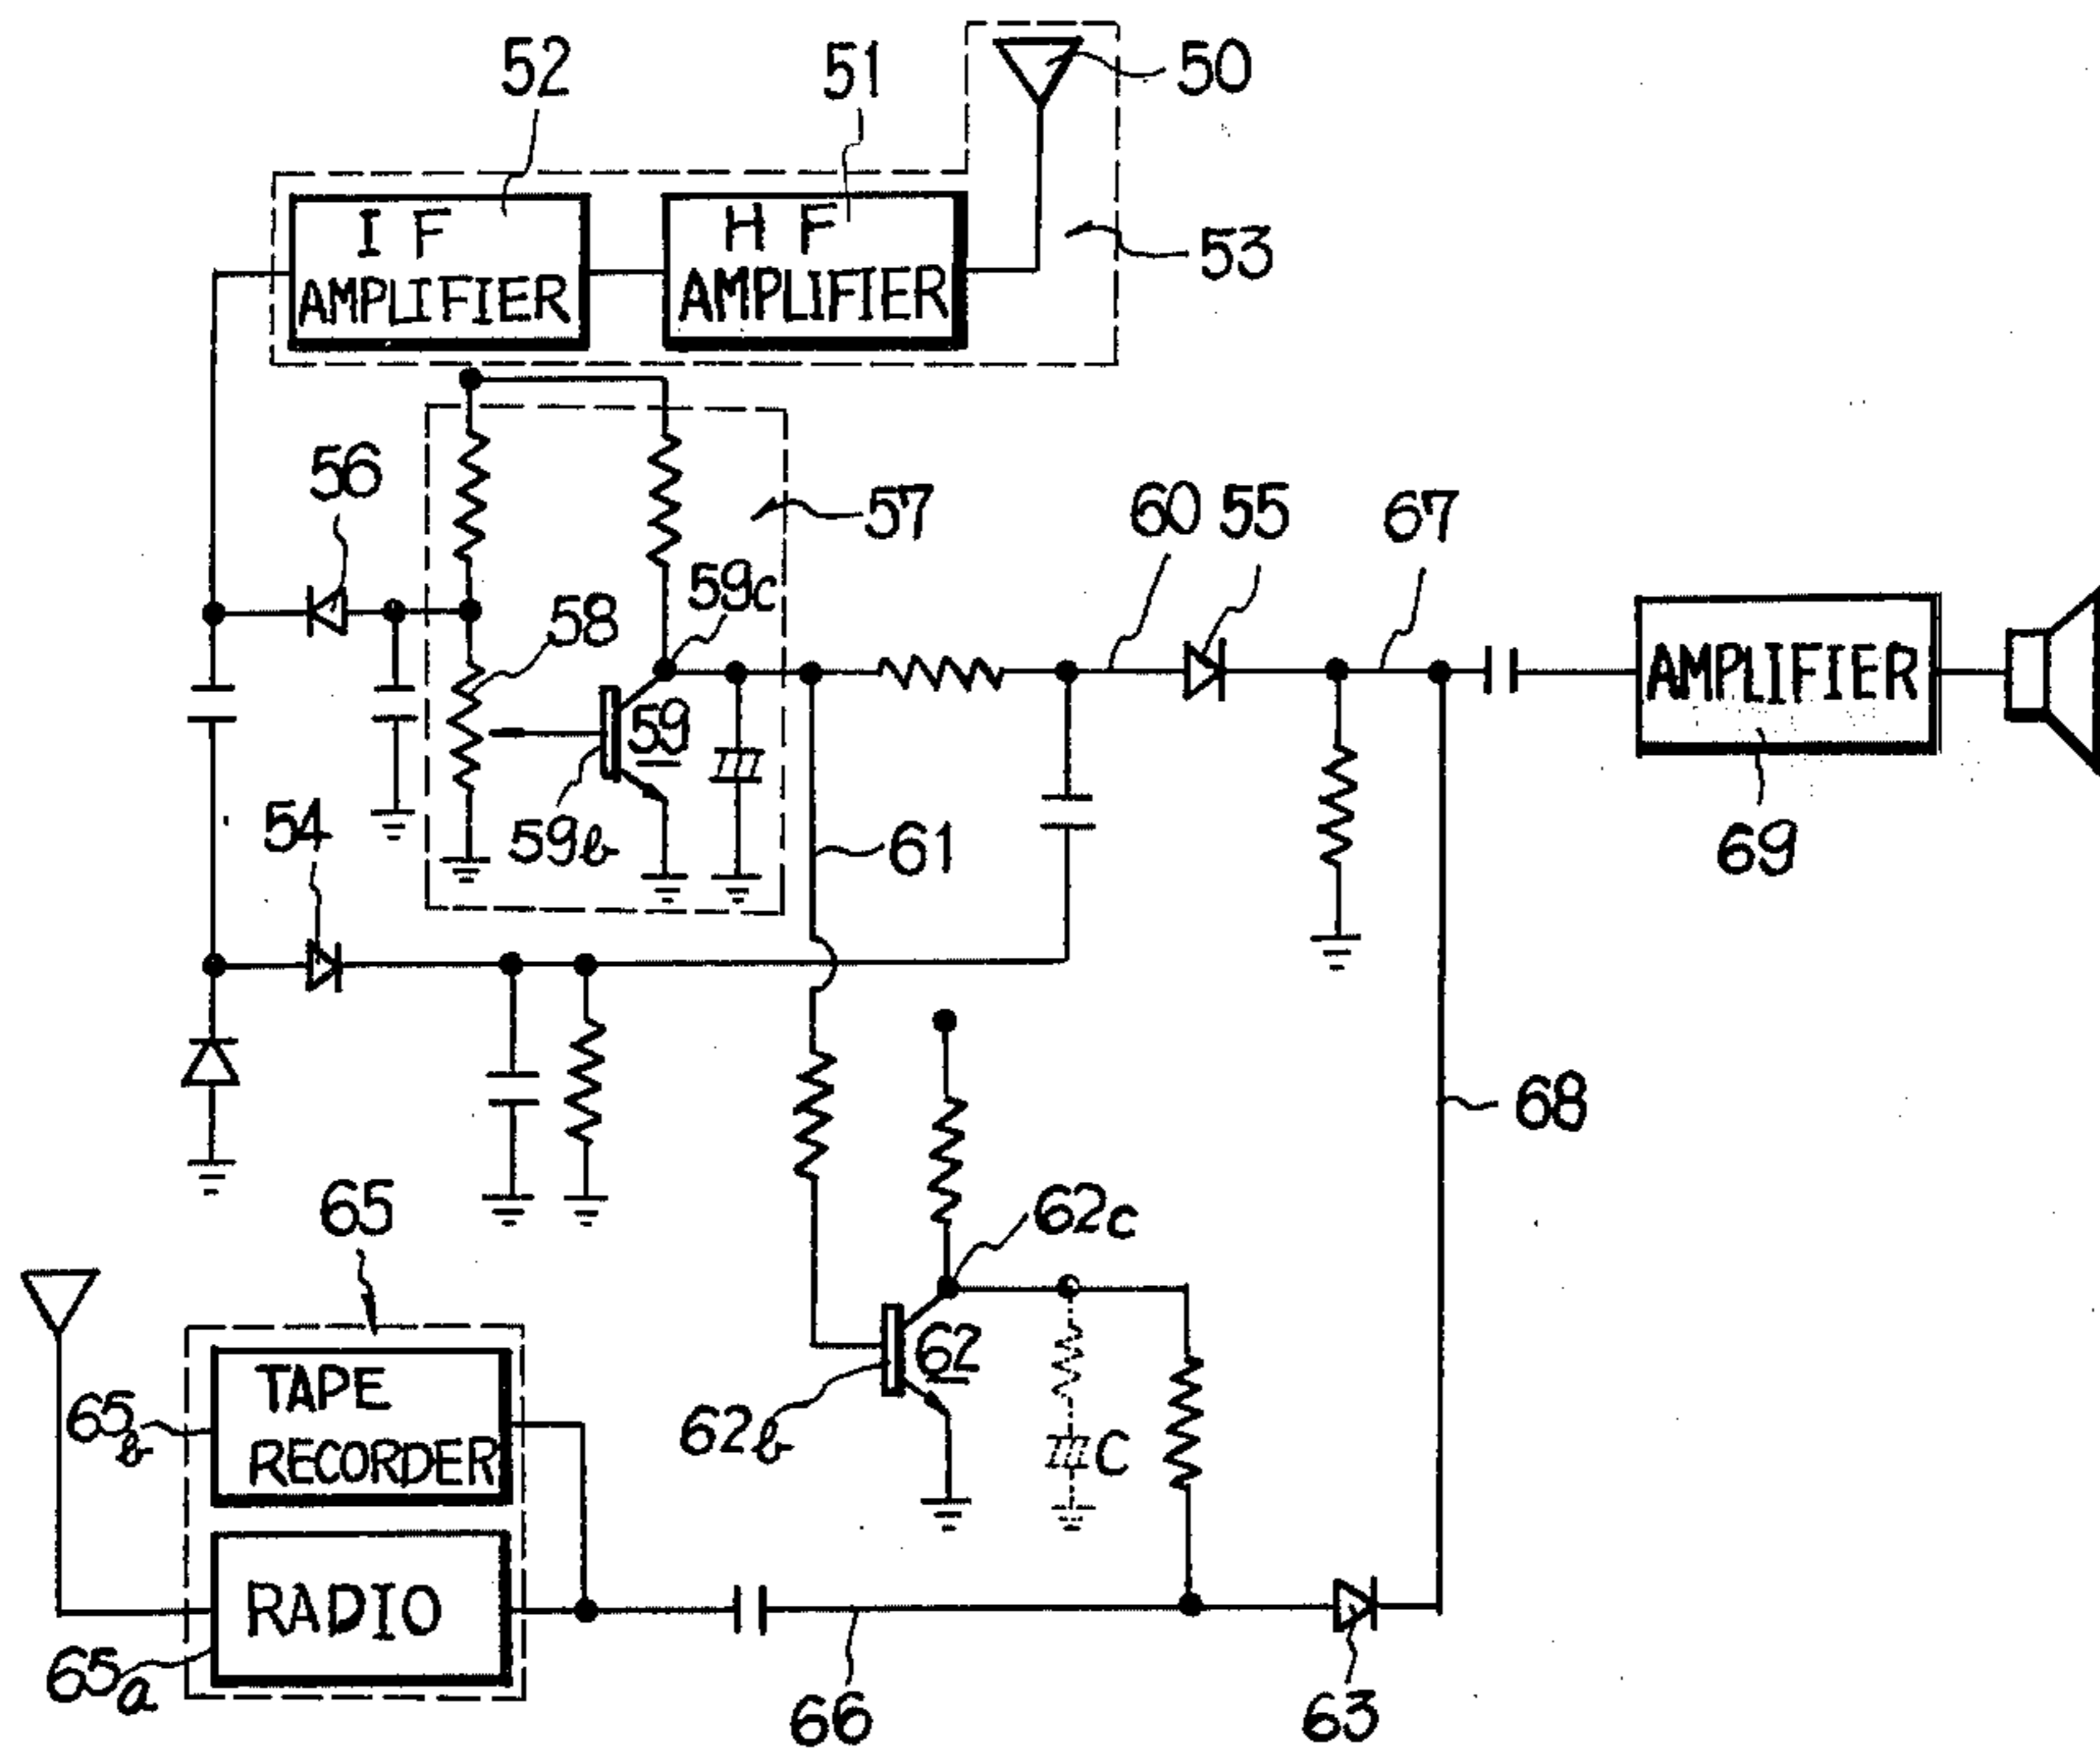 52
51
50
I F
AMPLIFIER
H F
AMPLIFIER
53
56
57
60
55
67
59c
58
59
AMPLIFIER
59b
61
69
54
68
65
62c
TAPE
RECORDER
65b
62
62b
C
RADIO
65a
66
63